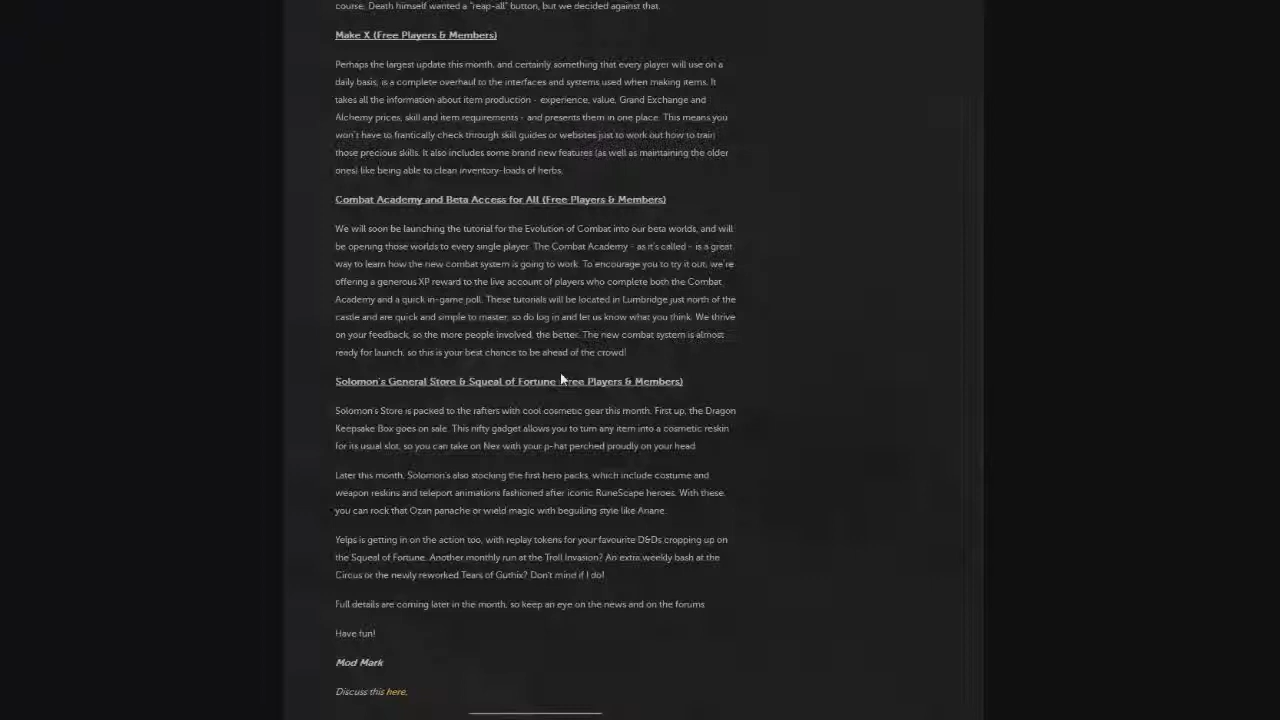 course, Death himself wanted a "reap-all" button, but we decided against that.
Make X (Free Players & Members)
Perhaps the largest update this month, and certainly something that every player will use on a
daily basis, is a complete overhaul to the interfaces and systems used when making items. It
takes all the information about item production - experience, value, Grand Exchange and
Alchemy prices, skill and item requirements - and presents them in one place. This means you
won't have to frantically check through skill guides or websites just to work out how to train
those precious skills. It also includes some brand new features (as well as maintaining the older
ones) like being able to clean inventory-loads of herbs.
Combat Academy and Beta Access for All (Free Players & Members)
We will soon be launching the tutorial for the Evolution of Combat into our beta worlds, and will
be opening those worlds to every single player. The Combat Academy - as it's called - is a great
way to learn how the new combat system is going to work. To encourage you to try it out, we're
offering a generous XP reward to the live account of players who complete both the Combat
Academy and a quick in-game poll. These tutorials will be located in Lumbridge just north of the
castle and are quick and simple to master, so do log in and let us know what you think. We thrive
on your feedback, so the more people involved, the better. The new combat system is almost
ready for launch, so this is your best chance to be ahead of the crowd!
Solomon's General Store & Squeal of Fortune (Free Players & Members)
Solomon's Store is packed to the rafters with cool cosmetic gear this month. First up, the Dragon
Keepsake Box goes on sale. This nifty gadget allows you to turn any item into a cosmetic reskin
for its usual slot, so you can take on Nex with your p-hat perched proudly on your head.
Later this month, Solomon's also stocking the first hero packs, which include costume and
weapon reskins and teleport animations fashioned after iconic RuneScape heroes. With these,
you can rock that Ozan panache or wield magic with beguiling style like Ariane.
Yelps is getting in on the action too, with replay tokens for your favourite D&Ds cropping up on
the Squeal of Fortune. Another monthly run at the Troll Invasion? An extra weekly bash at the
Circus or the newly reworked Tears of Guthix? Don't mind if I do!
Full details are coming later in the month, so keep an eye on the news and on the forums
Have fun!
Mod Mark
Discuss this here.